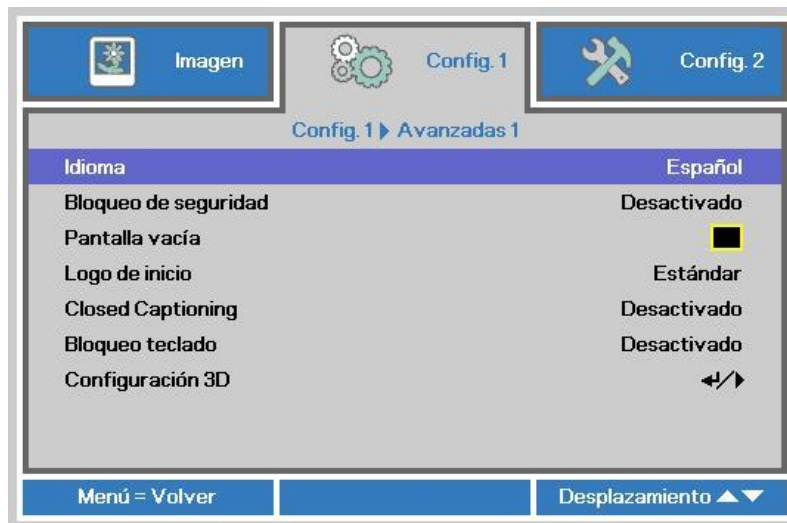 Imagen Config. 1 Config. 2
Config. 1 Avanzadas 1
Idioma Español
Bloqueo de seguridad Desactivado
Pantalla vacía
Logo de inicio Estándar
Closed Captioning Desactivado
Bloqueo teclado Desactivado
Configuración 3D
Menú = Volver Desplazamiento